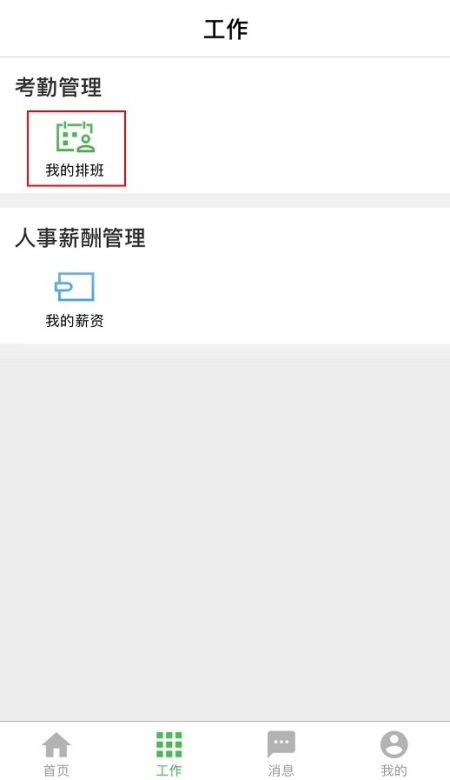 工作
考勤管理
我的排班
人事薪酬管理
我的薪资
首页
工作
消息
我的